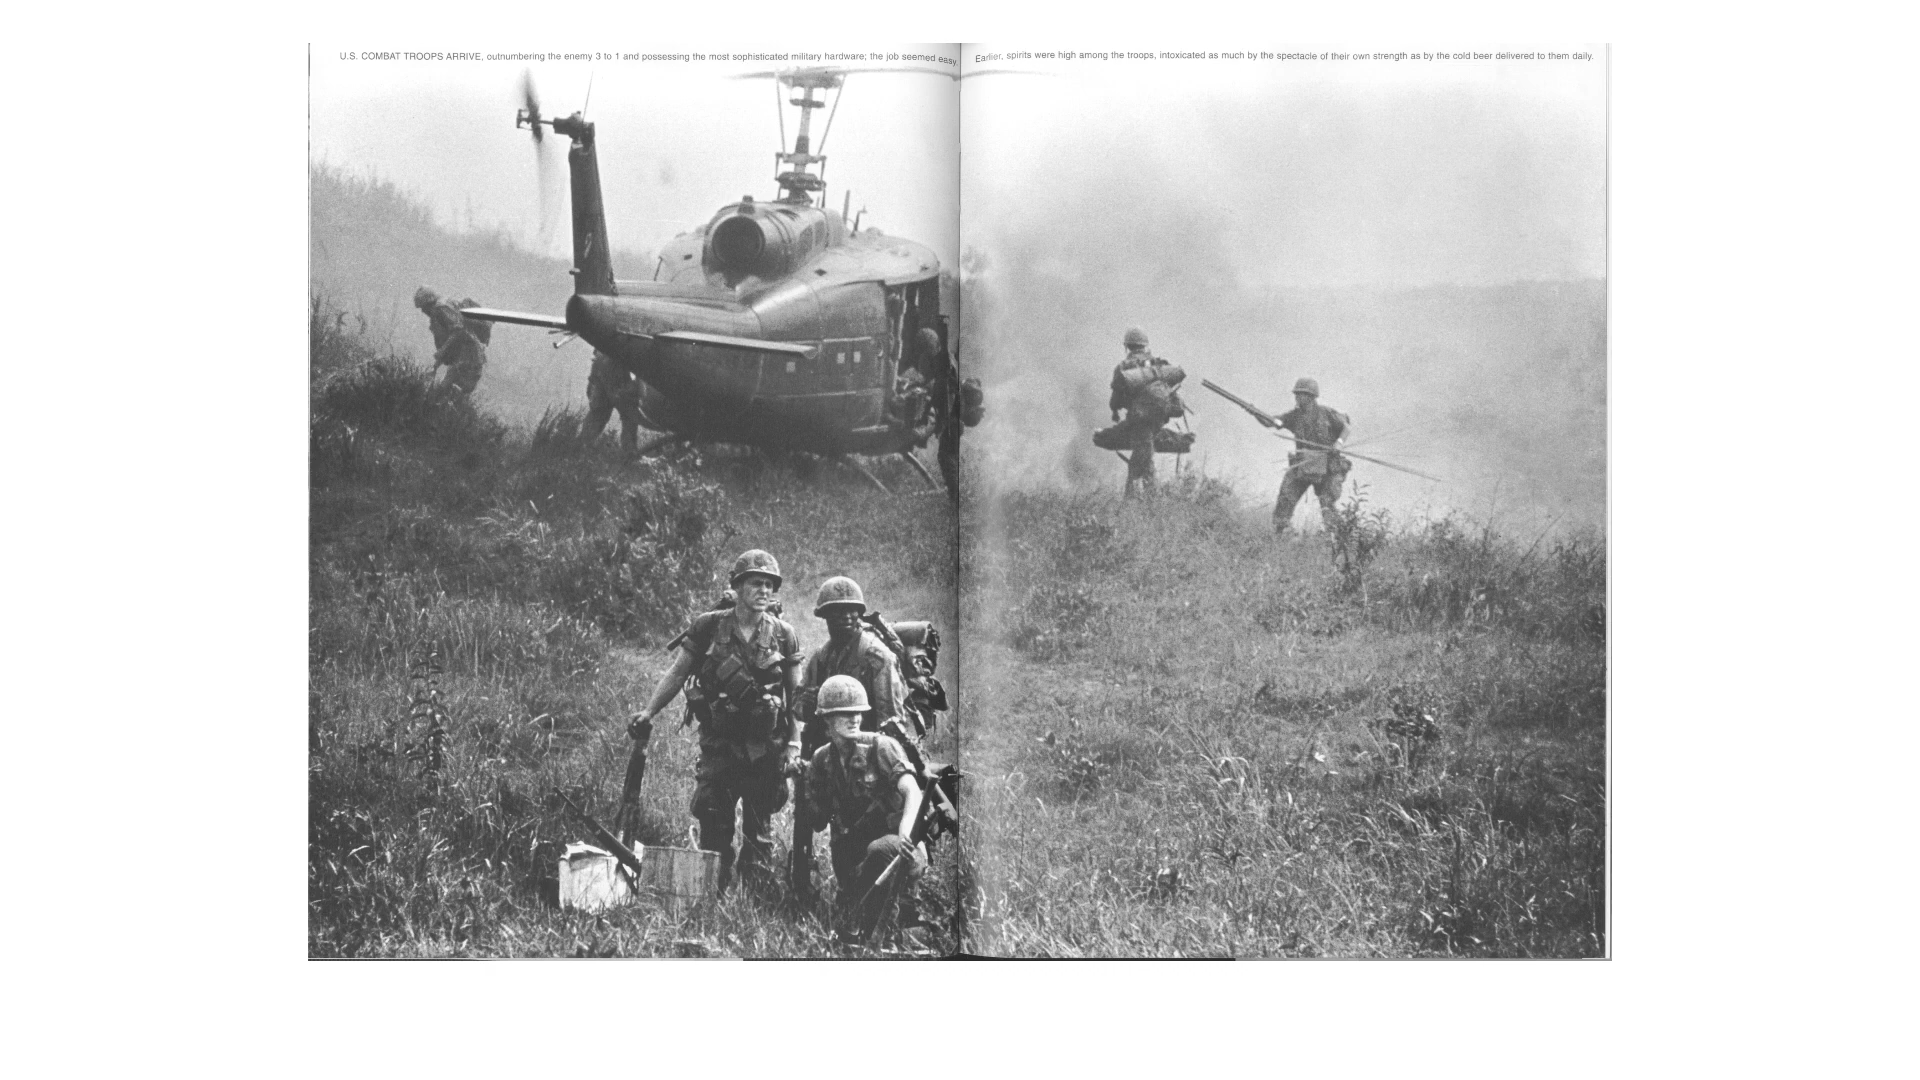 U.S. COMBAT TROOPS ARRIVE, outnumbering the enemy 3 to 1 and possessing the most sophisticated military hardware; the job seemed easy.
Earlier, spirits were high among the troops, intoxicated as much by the spectacle of their own strength as by the cold beer delivered to them daily.